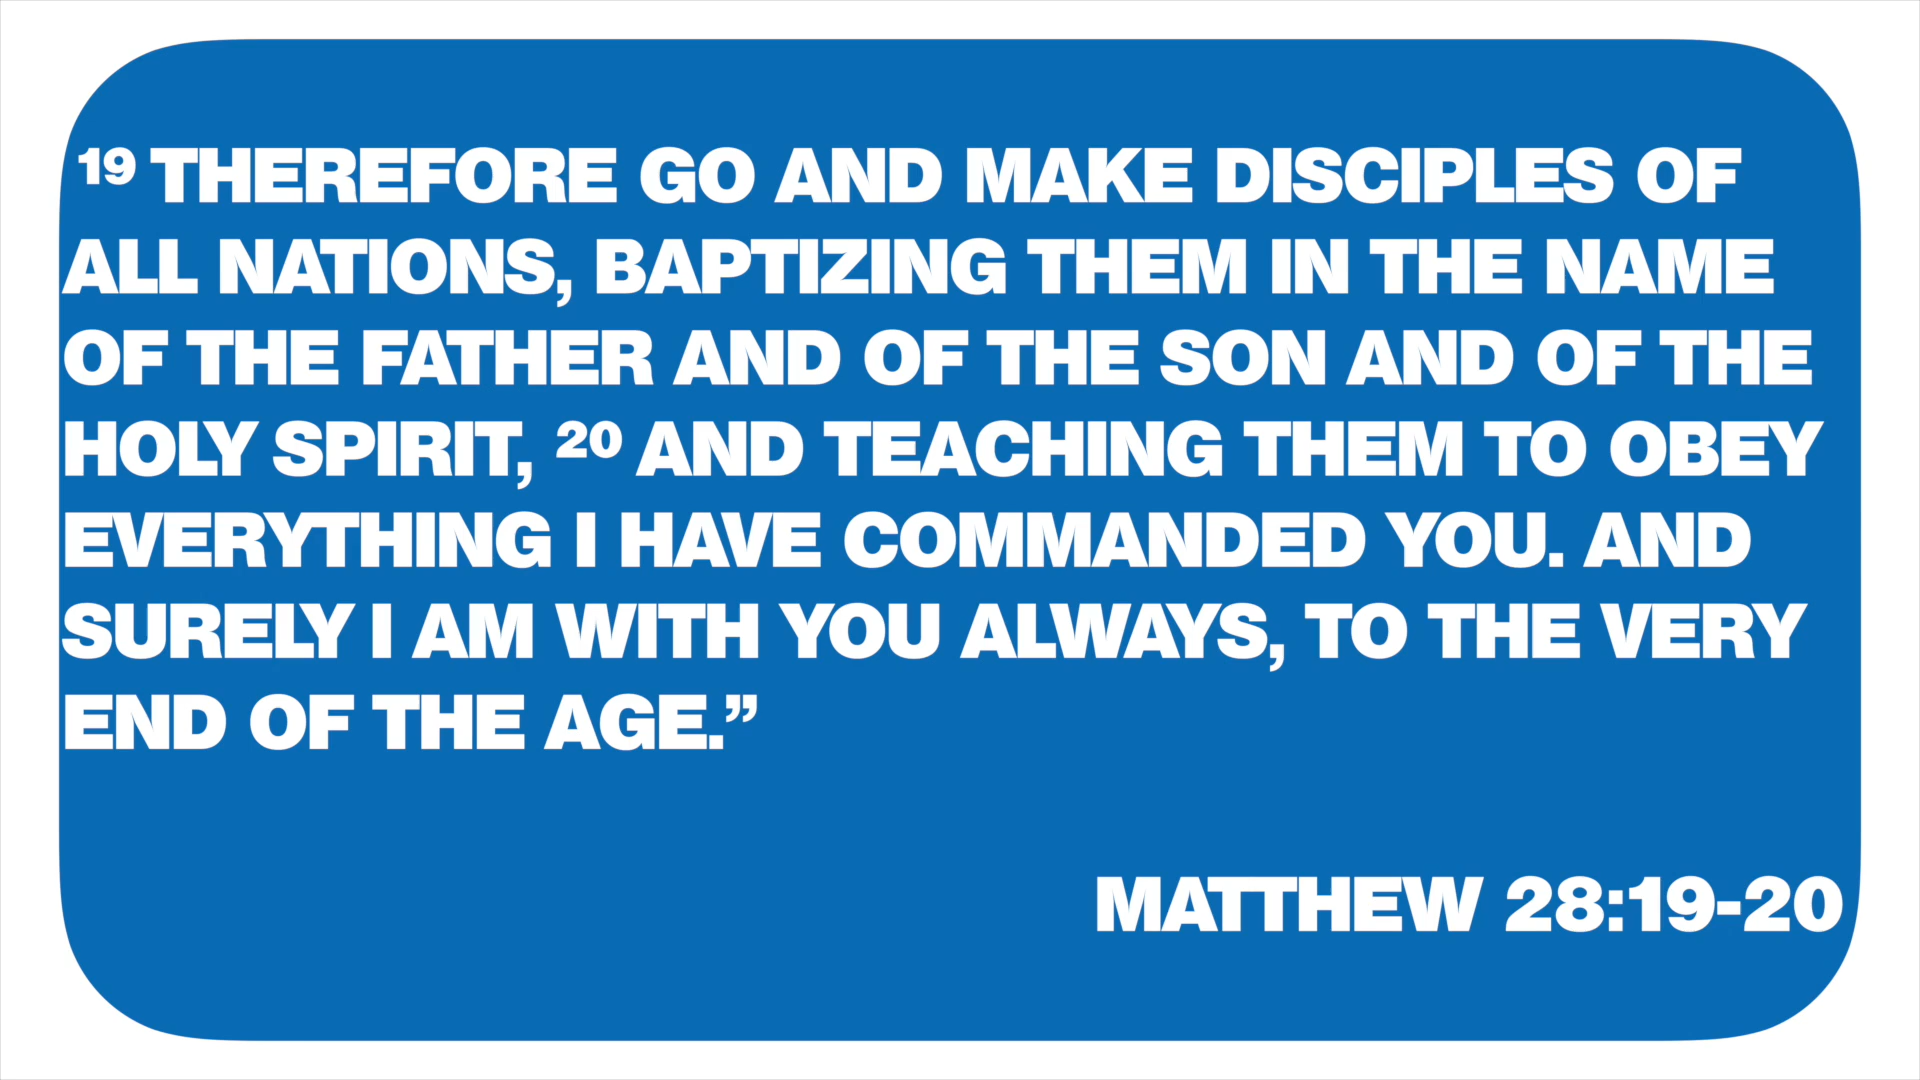 ¹⁹ THEREFORE GO AND MAKE DISCIPLES OF
ALL NATIONS, BAPTIZING THEM IN THE NAME
OF THE FATHER AND OF THE SON AND OF THE
HOLY SPIRIT, ²⁰ AND TEACHING THEM TO OBEY
EVERYTHING I HAVE COMMANDED YOU. AND
SURELY I AM WITH YOU ALWAYS, TO THE VERY
END OF THE AGE.”
MATTHEW 28:19-20